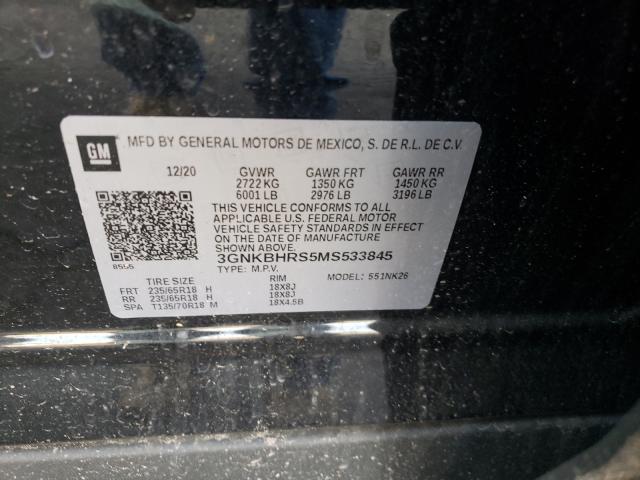 GM
MFD BY GENERAL MOTORS DE MEXICO, S. DE R.L. DE C.V.
12/20 GVWR GAWR FRT GAWR RR
2722 KG 1350 KG 1450 KG
6001 LB 2976 LB 3196 LB
THIS VEHICLE CONFORMS TO ALL
APPLICABLE U.S. FEDERAL MOTOR
VEHICLE SAFETY STANDARDS IN EFFECT
ON THE DATE OF MANUFACTURE
SHOWN ABOVE.
3GNKBHRS5MS533845
TYPE: M.P.V. MODEL: 551NK26
TIRE SIZE RIM
FRT 235/65R18 H 18X8J
RR 235/65R18 H 18X8J
SPA T135/70R18 M 18X4.5B